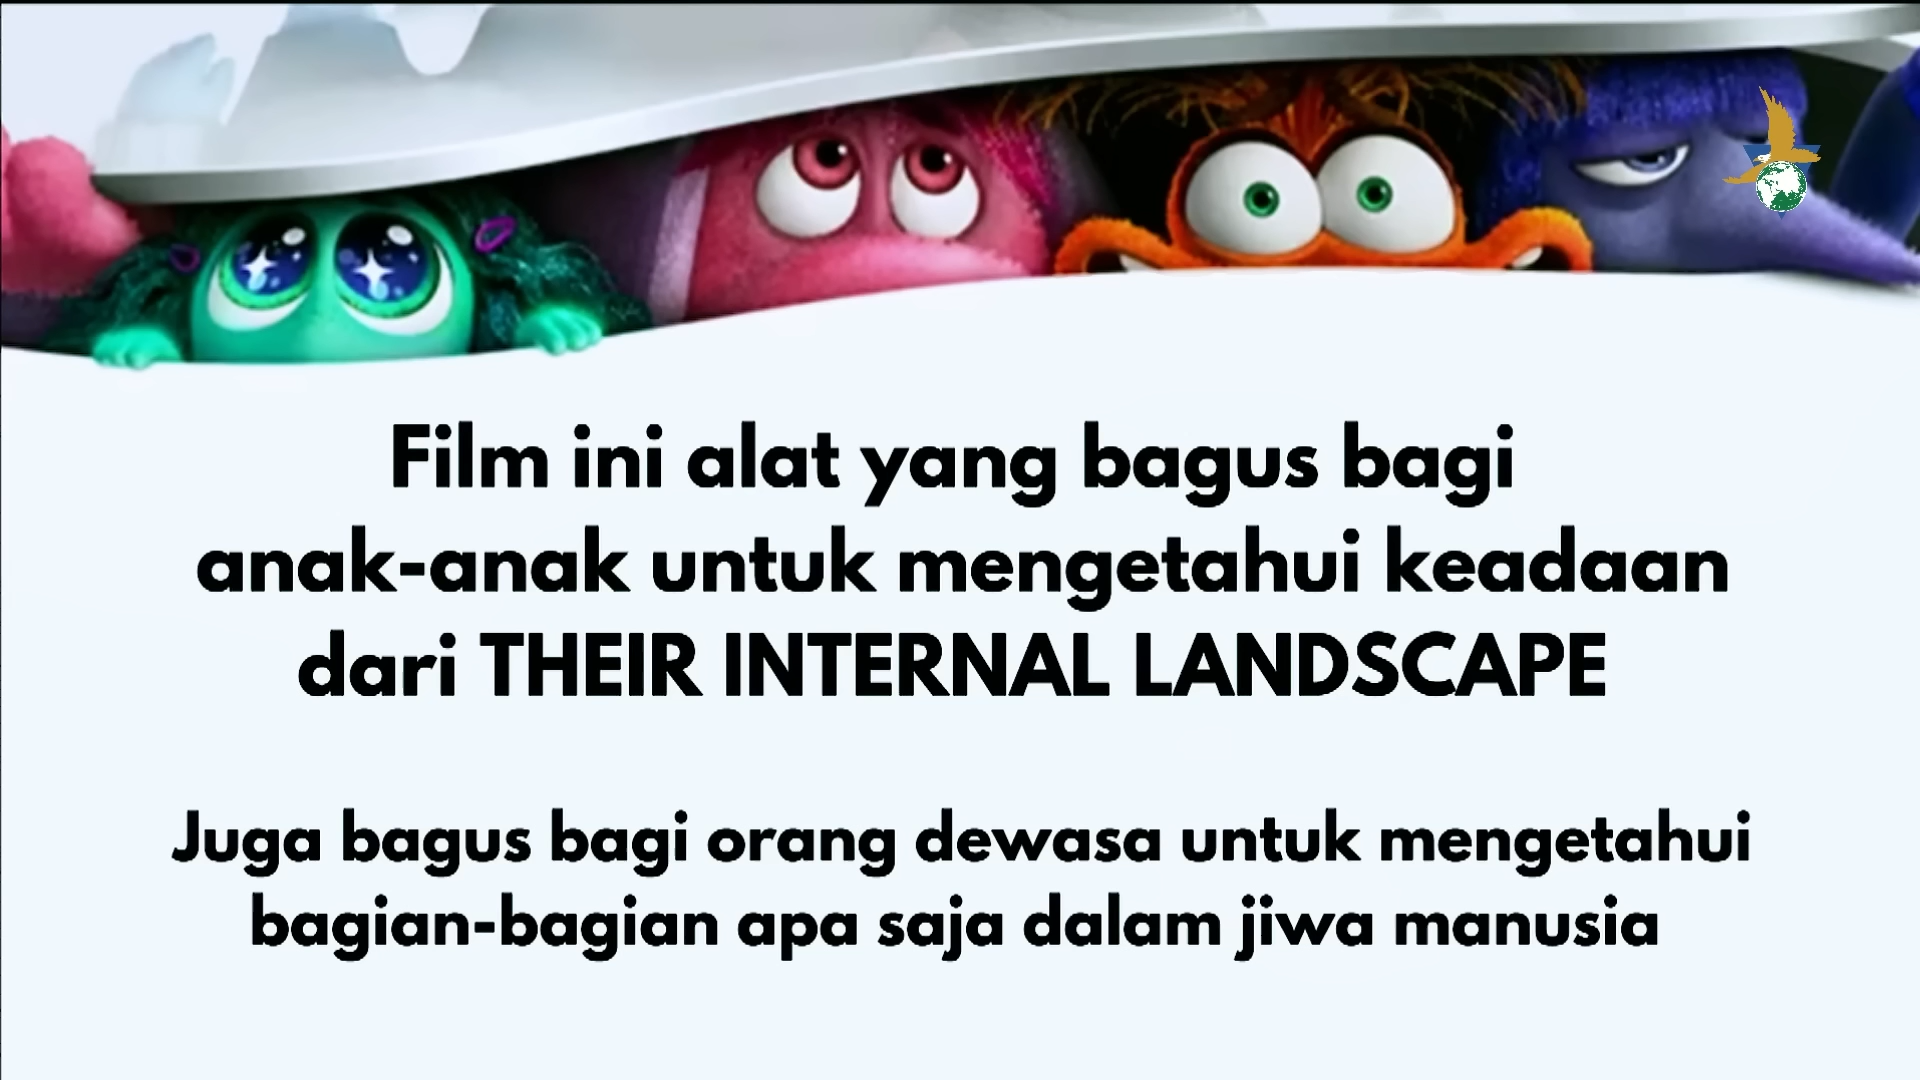 Film ini alat yang bagus bagi
anak-anak untuk mengetahui keadaan
dari THEIR INTERNAL LANDSCAPE
Juga bagus bagi orang dewasa untuk mengetahui
bagian-bagian apa saja dalam jiwa manusia